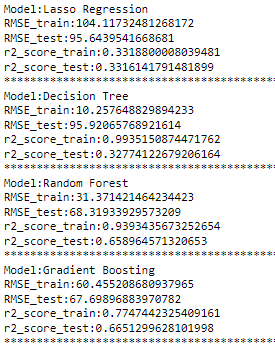 Model:Lasso Regression
RMSE_train:104.11732481268172
RMSE_test:95.6439541668681
r2_score_train:0.3318800008039481
r2_score_test:0.3316141791481899
*******************************************
Model:Decision Tree
RMSE_train:10.257648829894233
RMSE_test:95.92065768921614
r2_score_train:0.9935150874471762
r2_score_test:0.32774122679206164
*******************************************
Model:Random Forest
RMSE_train:31.371421464234423
RMSE_test:68.31933929573209
r2_score_train:0.9393435673252654
r2_score_test:0.658964571320653
*******************************************
Model:Gradient Boosting
RMSE_train:60.455208680937965
RMSE_test:67.69896883970782
r2_score_train:0.7747442325409161
r2_score_test:0.6651299628101998
*******************************************